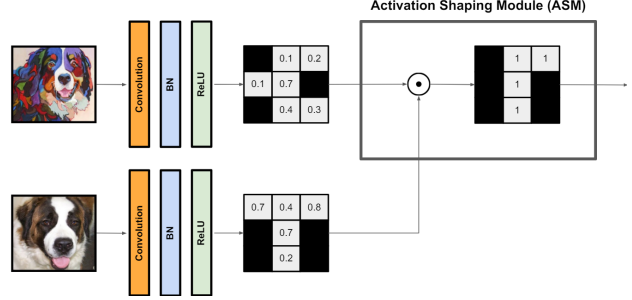 Activation Shaping Module (ASM)
Convolution
BN
ReLU
0.1 0.2
0.1 0.7
0.4 0.3
1 1
1
1
Convolution
BN
ReLU
0.7 0.4 0.8
0.7
0.2